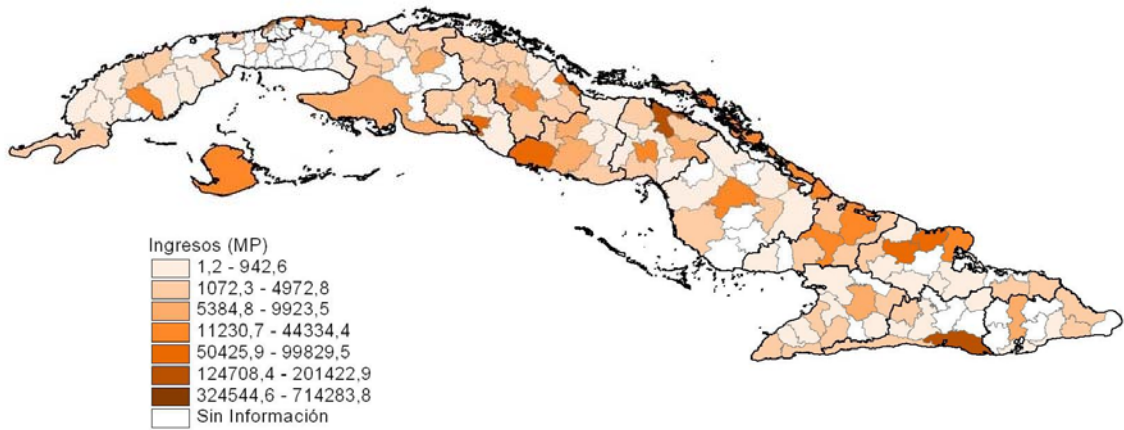 Ingresos (MP)
1,2 - 942,6
1072,3 - 4972,8
5384,8 - 9923,5
11230,7 - 44334,4
50425,9 - 99829,5
124708,4 - 201422,9
324544,6 - 714283,8
Sin Información